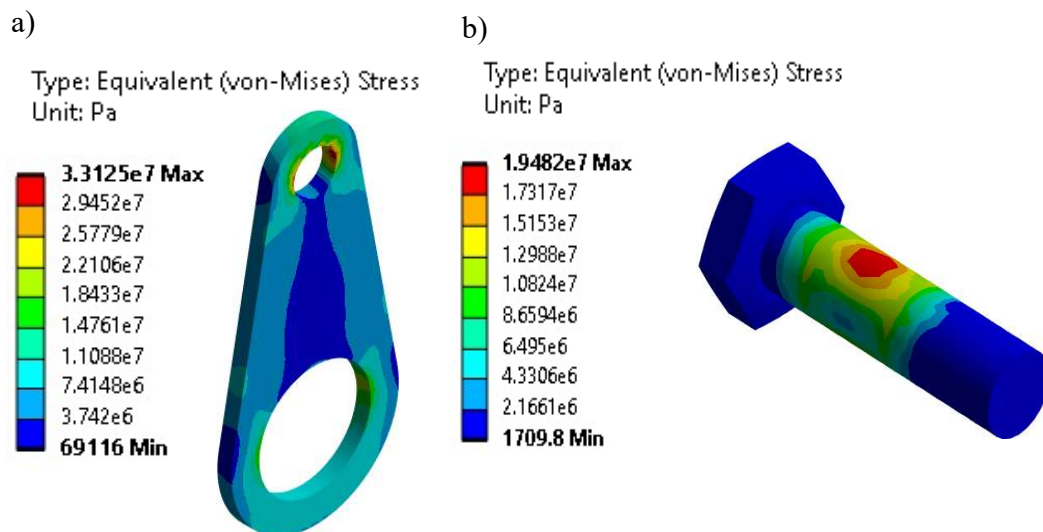 a)
Type: Equivalent (von-Mises) Stress
Unit: Pa
3.3125e7 Max
2.9452e7
2.5779e7
2.2106e7
1.8433e7
1.4761e7
1.1088e7
7.4148e6
3.742e6
69116 Min
b)
Type: Equivalent (von-Mises) Stress
Unit: Pa
1.9482e7 Max
1.7317e7
1.5153e7
1.2988e7
1.0824e7
8.6594e6
6.495e6
4.3306e6
2.1661e6
1709.8 Min